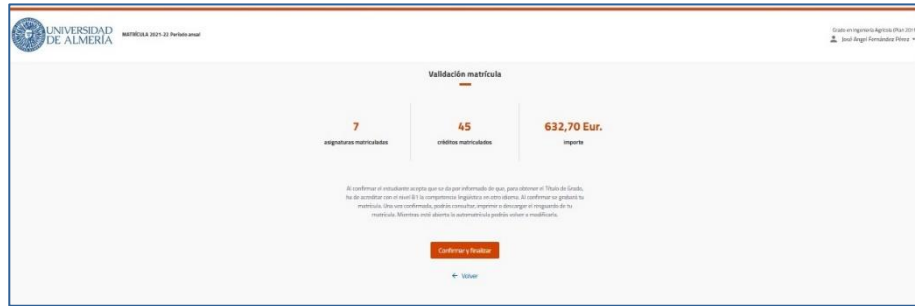 UNIVERSIDAD
DE ALMERÍA
MATRÍCULA 2021-22 Periodo anual
Grado en Ingeniería Agrícola (Plan 201
José Ángel Fernández Pérez
Validación matrícula
7
asignaturas matriculadas
45
créditos matriculados
632,70 Eur.
importe
Al confirmar el estudiante acepta que se da por informado de que, para obtener el Título de Grado,
ha de acreditar con el nivel B1 la competencia lingüística en otro idioma. Al confirmar se grabará tu
matrícula. Una vez confirmada, podrás consultar, imprimir o descargar el resguardo de tu
matrícula. Mientras esté abierta la automatrícula podrás volver a modificarla.
Confirmar y finalizar
← Volver